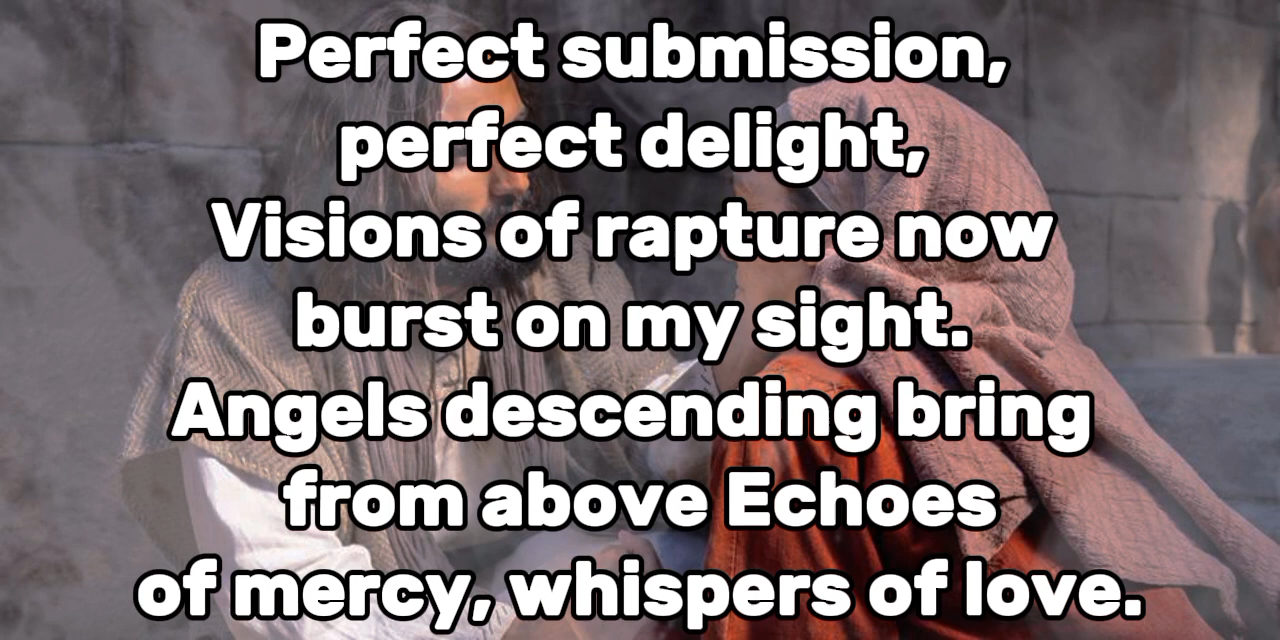 Perfect submission,
perfect delight,
Visions of rapture now
burst on my sight.
Angels descending bring
from above Echoes
of mercy, whispers of love.